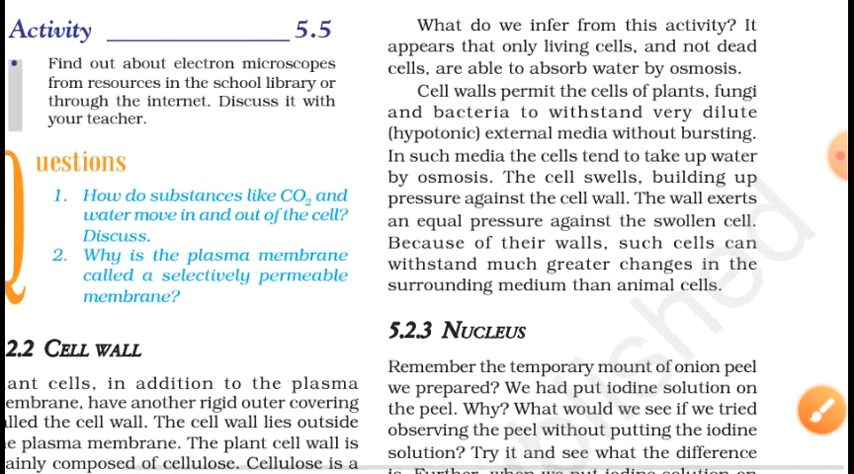 Activity ______________ 5.5
Find out about electron microscopes
from resources in the school library or
through the internet. Discuss it with
your teacher.
Questions
1. How do substances like CO₂ and
water move in and out of the cell?
Discuss.
2. Why is the plasma membrane
called a selectively permeable
membrane?
2.2 CELL WALL
ant cells, in addition to the plasma
embrane, have another rigid outer covering
lled the cell wall. The cell wall lies outside
e plasma membrane. The plant cell wall is
ainly composed of cellulose. Cellulose is a
What do we infer from this activity? It
appears that only living cells, and not dead
cells, are able to absorb water by osmosis.
Cell walls permit the cells of plants, fungi
and bacteria to withstand very dilute
(hypotonic) external media without bursting.
In such media the cells tend to take up water
by osmosis. The cell swells, building up
pressure against the cell wall. The wall exerts
an equal pressure against the swollen cell.
Because of their walls, such cells can
withstand much greater changes in the
surrounding medium than animal cells.
5.2.3 NUCLEUS
Remember the temporary mount of onion peel
we prepared? We had put iodine solution on
the peel. Why? What would we see if we tried
observing the peel without putting the iodine
solution? Try it and see what the difference
is. Further, when we put iodine solution on
blished